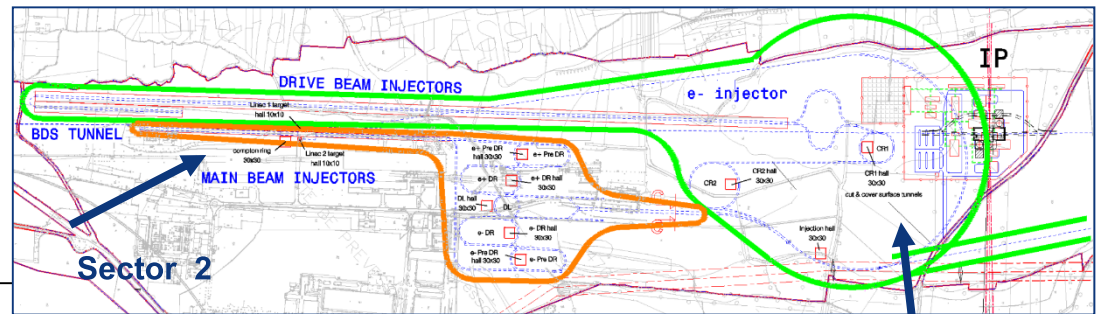 IP
DRIVE BEAM INJECTORS
e- injector
Linac 1 target
hall 10x10
BDS TUNNEL
compton ring
30x30
Linac 2 target
hall 10x10
MAIN BEAM INJECTORS
e+ Pre DR
hall 30x30
e+ Pre DR
e+ DR
e+ DR hall
30x30
DL hall
30x30
DL
e- DR
e- DR hall
30x30
e- Pre DR
hall 30x30
e- Pre DR
CR2
CR2 hall
30x30
CR1
CR1 hall
30x30
cut & cover surface tunnels
Injection hall
30x30
Sector 2